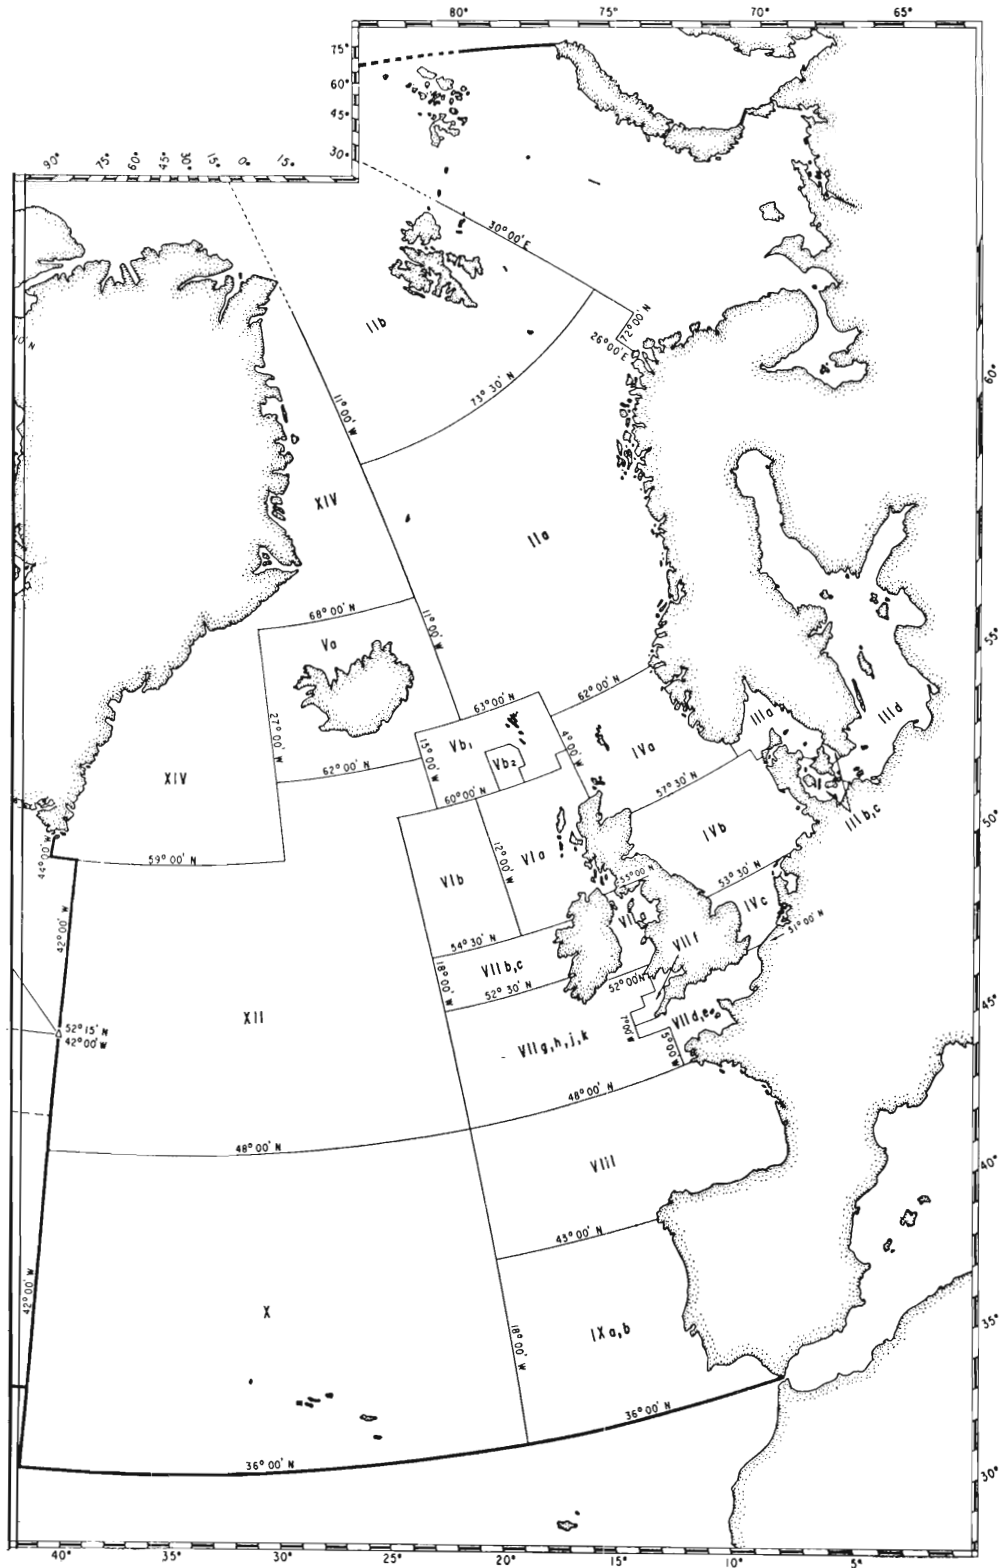 80°
75°
70°
65°
75°
60°
45°
30°
90°
75°
60°
45°
30°
15°
0°
15°
I
30°00'E
IIb
72°00'N
26°00'E
73°30'N
11°00'W
60°
XIV
IIa
68°00'N
11°00'W
Va
55°
63°00'N
62°00'N
IIIa
IIId
27°00'W
15°00'W
Vb₁
Vb₂
4°00'W
IVa
XIV
62°00'N
60°00'N
57°30'N
50°
IIIb,c
44°00'W
59°00'N
12°00'W
VIa
IVb
VIb
55°00'N
53°30'N
IVc
42°00'W
VIIa
51°00'N
54°30'N
VIIf
VIIb,c
18°00'W
52°30'N
52°00'N
45°
XII
52°15'N
42°00'W
7°00'W
VIId,e
VIIg,h,j,k
5°00'W
48°00'N
48°00'N
40°
VIII
43°00'N
42°00'W
X
18°00'W
IXa,b
35°
36°00'N
36°00'N
30°
40°
35°
30°
25°
20°
15°
10°
5°